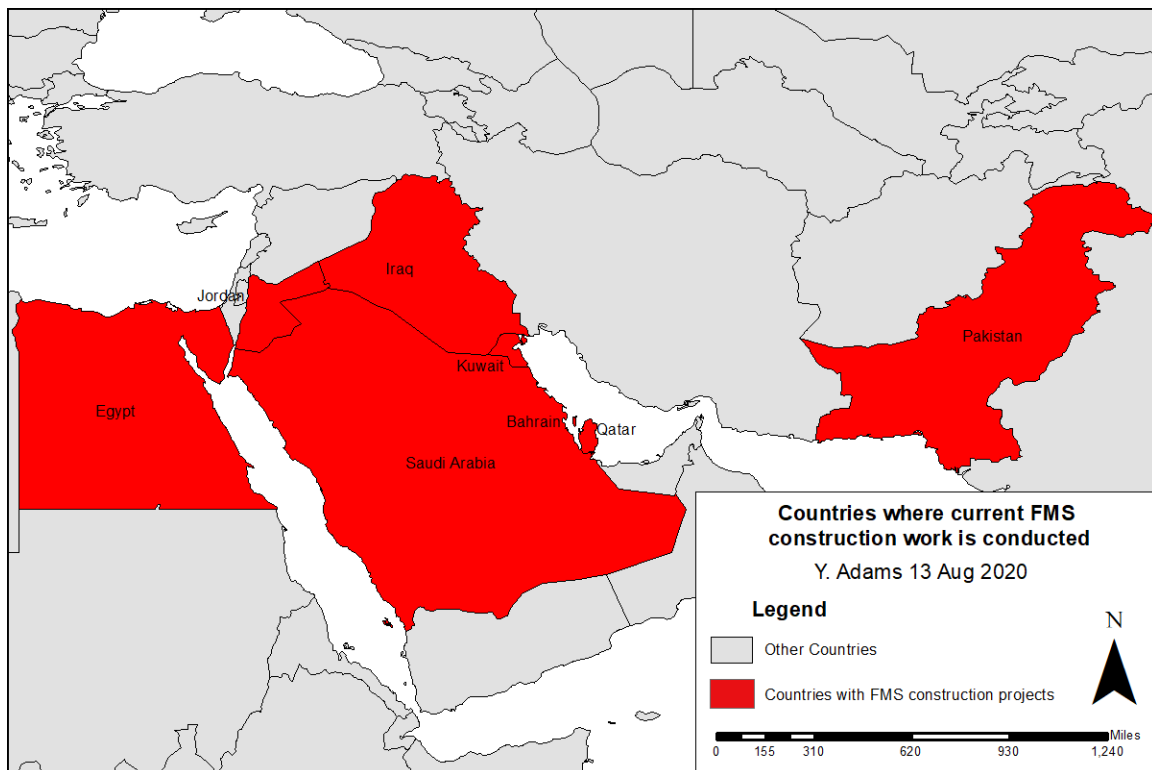 Iraq
Jordan
Pakistan
Kuwait
Egypt
Bahrain
Qatar
Saudi Arabia
Countries where current FMS
construction work is conducted
Y. Adams 13 Aug 2020
Legend
N
Other Countries
Countries with FMS construction projects
Miles
0 155 310 620 930 1,240